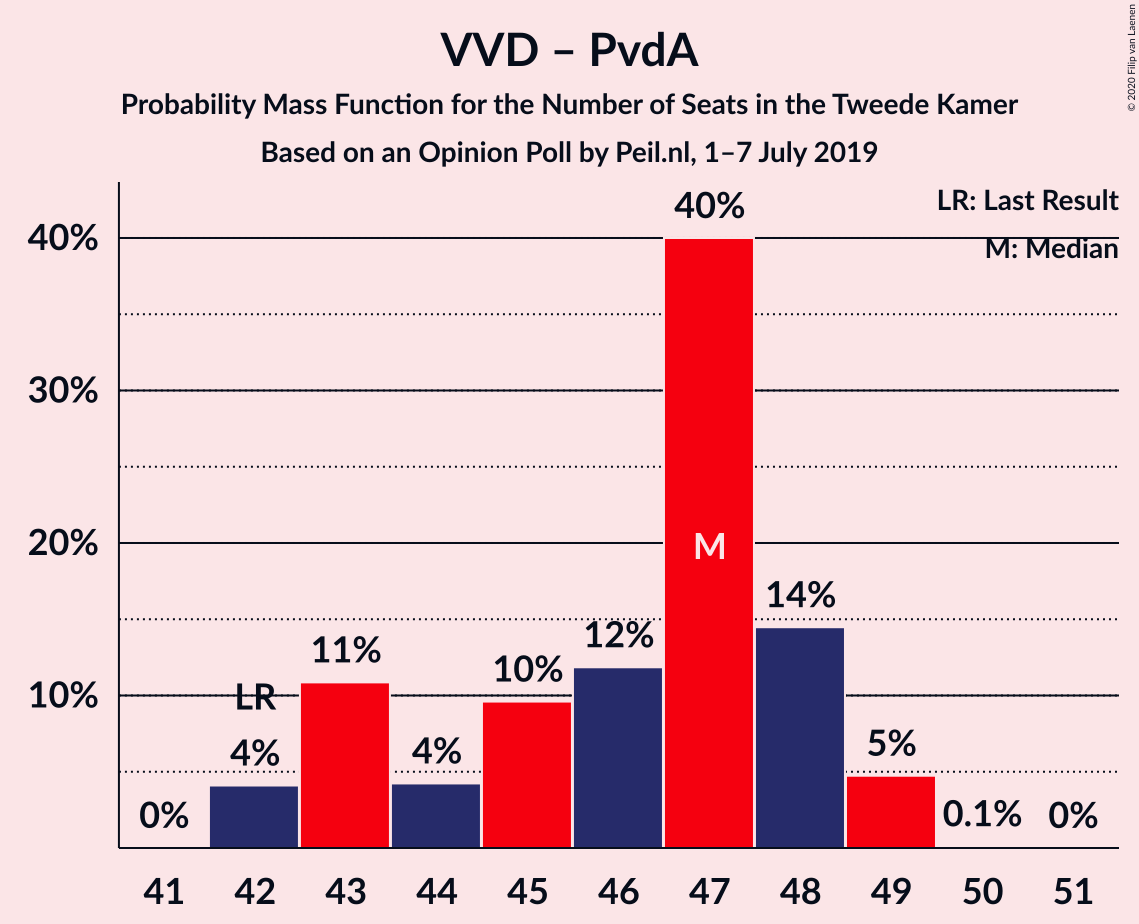 VVD – PvdA
Probability Mass Function for the Number of Seats in the Tweede Kamer
Based on an Opinion Poll by Peil.nl, 1–7 July 2019
© 2020 Filip van Laenen
LR: Last Result
M: Median
40%
30%
20%
10%
0%
LR
4%
11%
4%
10%
12%
40%
M
14%
5%
0.1%
0%
41 42 43 44 45 46 47 48 49 50 51